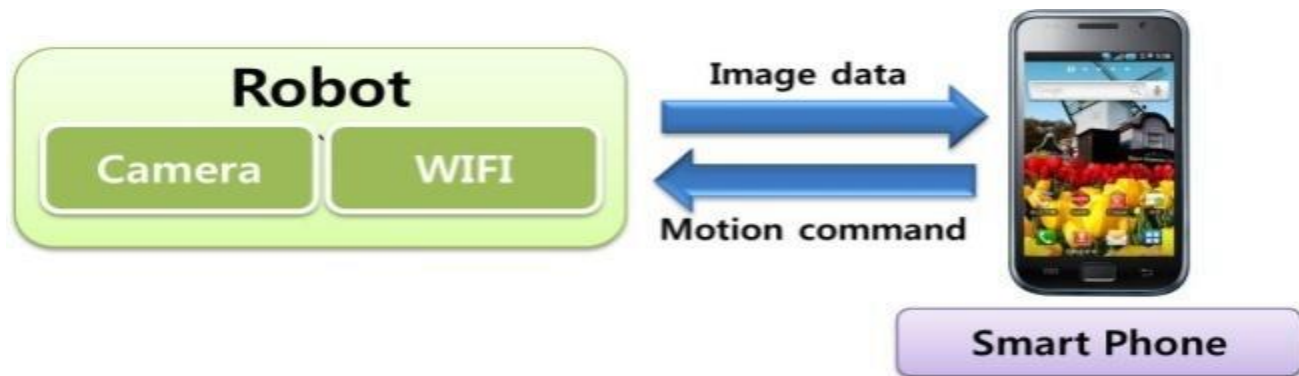 Robot
Camera
WIFI
Image data
Motion command
Smart Phone